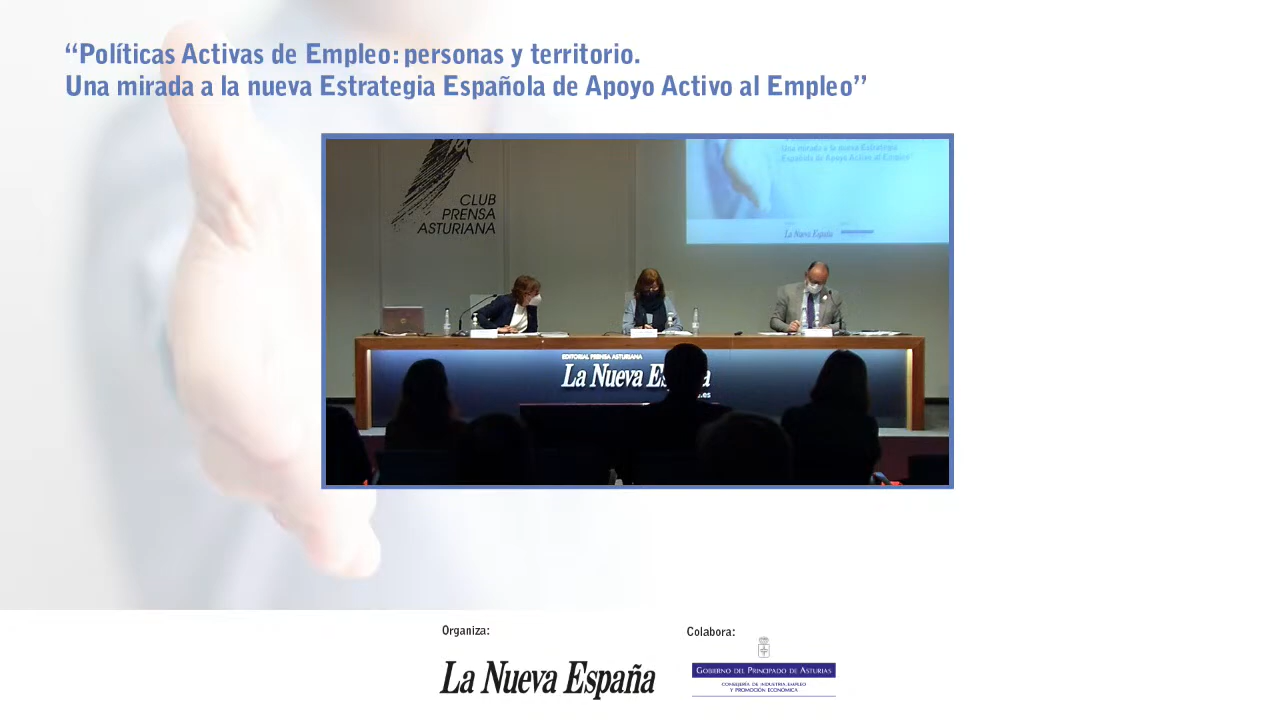 “Políticas Activas de Empleo: personas y territorio.
Una mirada a la nueva Estrategia Española de Apoyo Activo al Empleo”
CLUB
PRENSA
ASTURIANA
Una mirada a la nueva Estrategia
Española de Apoyo Activo al Empleo”
La Nueva España
EDITORIAL PRENSA ASTURIANA
La Nueva Es a
.es
Organiza:
La Nueva España
Colabora:
GOBIERNO DEL PRINCIPADO DE ASTURIAS
CONSEJERÍA DE INDUSTRIA, EMPLEO
Y PROMOCIÓN ECONÓMICA